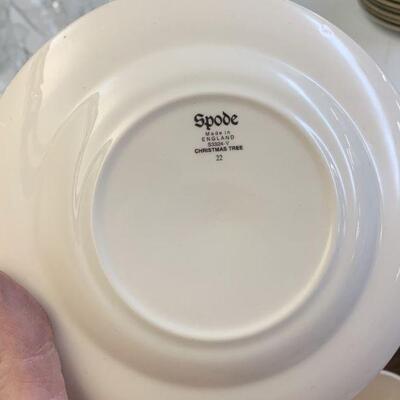 Spode
Made in
ENGLAND
S3324-V
CHRISTMAS TREE
22